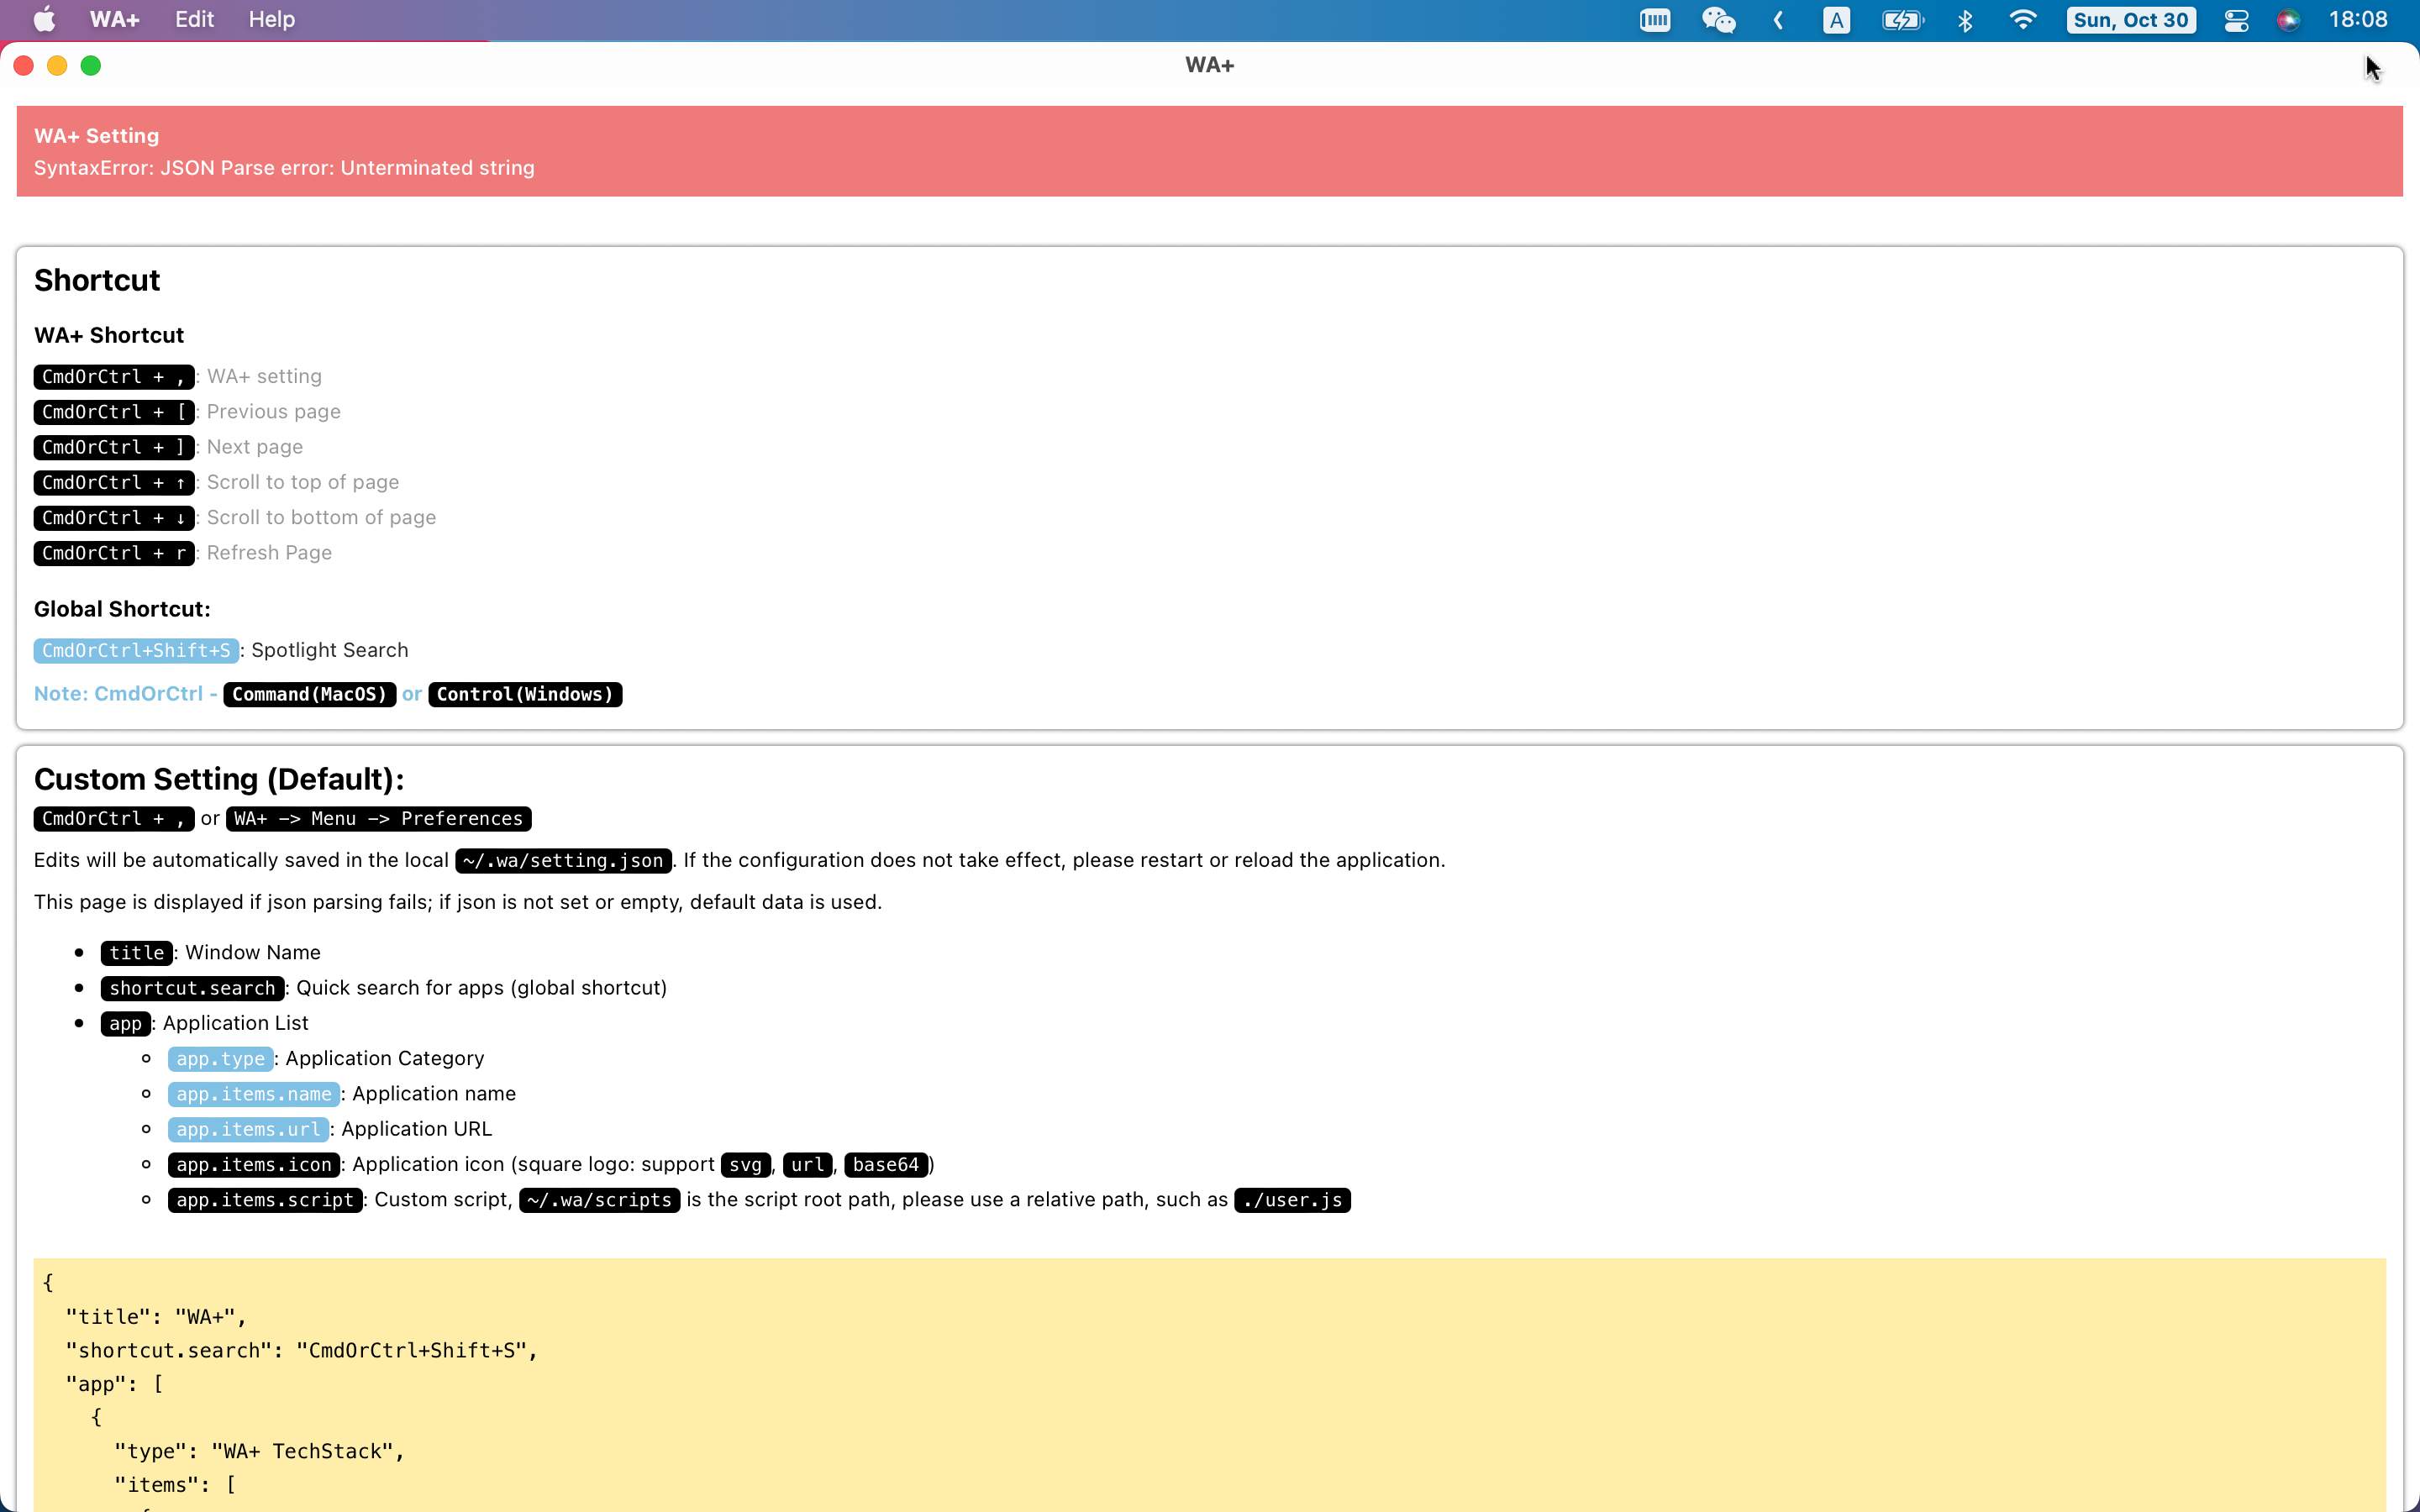 WA+ Edit Help A Sun, Oct 30 18:08
WA+
WA+ Setting
SyntaxError: JSON Parse error: Unterminated string
Shortcut
WA+ Shortcut
CmdOrCtrl + , : WA+ setting
CmdOrCtrl + [ : Previous page
CmdOrCtrl + ] : Next page
CmdOrCtrl + ↑ : Scroll to top of page
CmdOrCtrl + ↓ : Scroll to bottom of page
CmdOrCtrl + r : Refresh Page
Global Shortcut:
CmdOrCtrl+Shift+S : Spotlight Search
Note: CmdOrCtrl - Command(MacOS) or Control(Windows)
Custom Setting (Default):
CmdOrCtrl + , or WA+ —> Menu —> Preferences
Edits will be automatically saved in the local ~/.wa/setting.json . If the configuration does not take effect, please restart or reload the application.
This page is displayed if json parsing fails; if json is not set or empty, default data is used.
• title : Window Name
• shortcut.search : Quick search for apps (global shortcut)
• app : Application List
◦ app.type : Application Category
◦ app.items.name : Application name
◦ app.items.url : Application URL
◦ app.items.icon : Application icon (square logo: support svg , url , base64 )
◦ app.items.script : Custom script, ~/.wa/scripts is the script root path, please use a relative path, such as ./user.js
{
"title": "WA+",
"shortcut.search": "CmdOrCtrl+Shift+S",
"app": [
{
"type": "WA+ TechStack",
"items": [